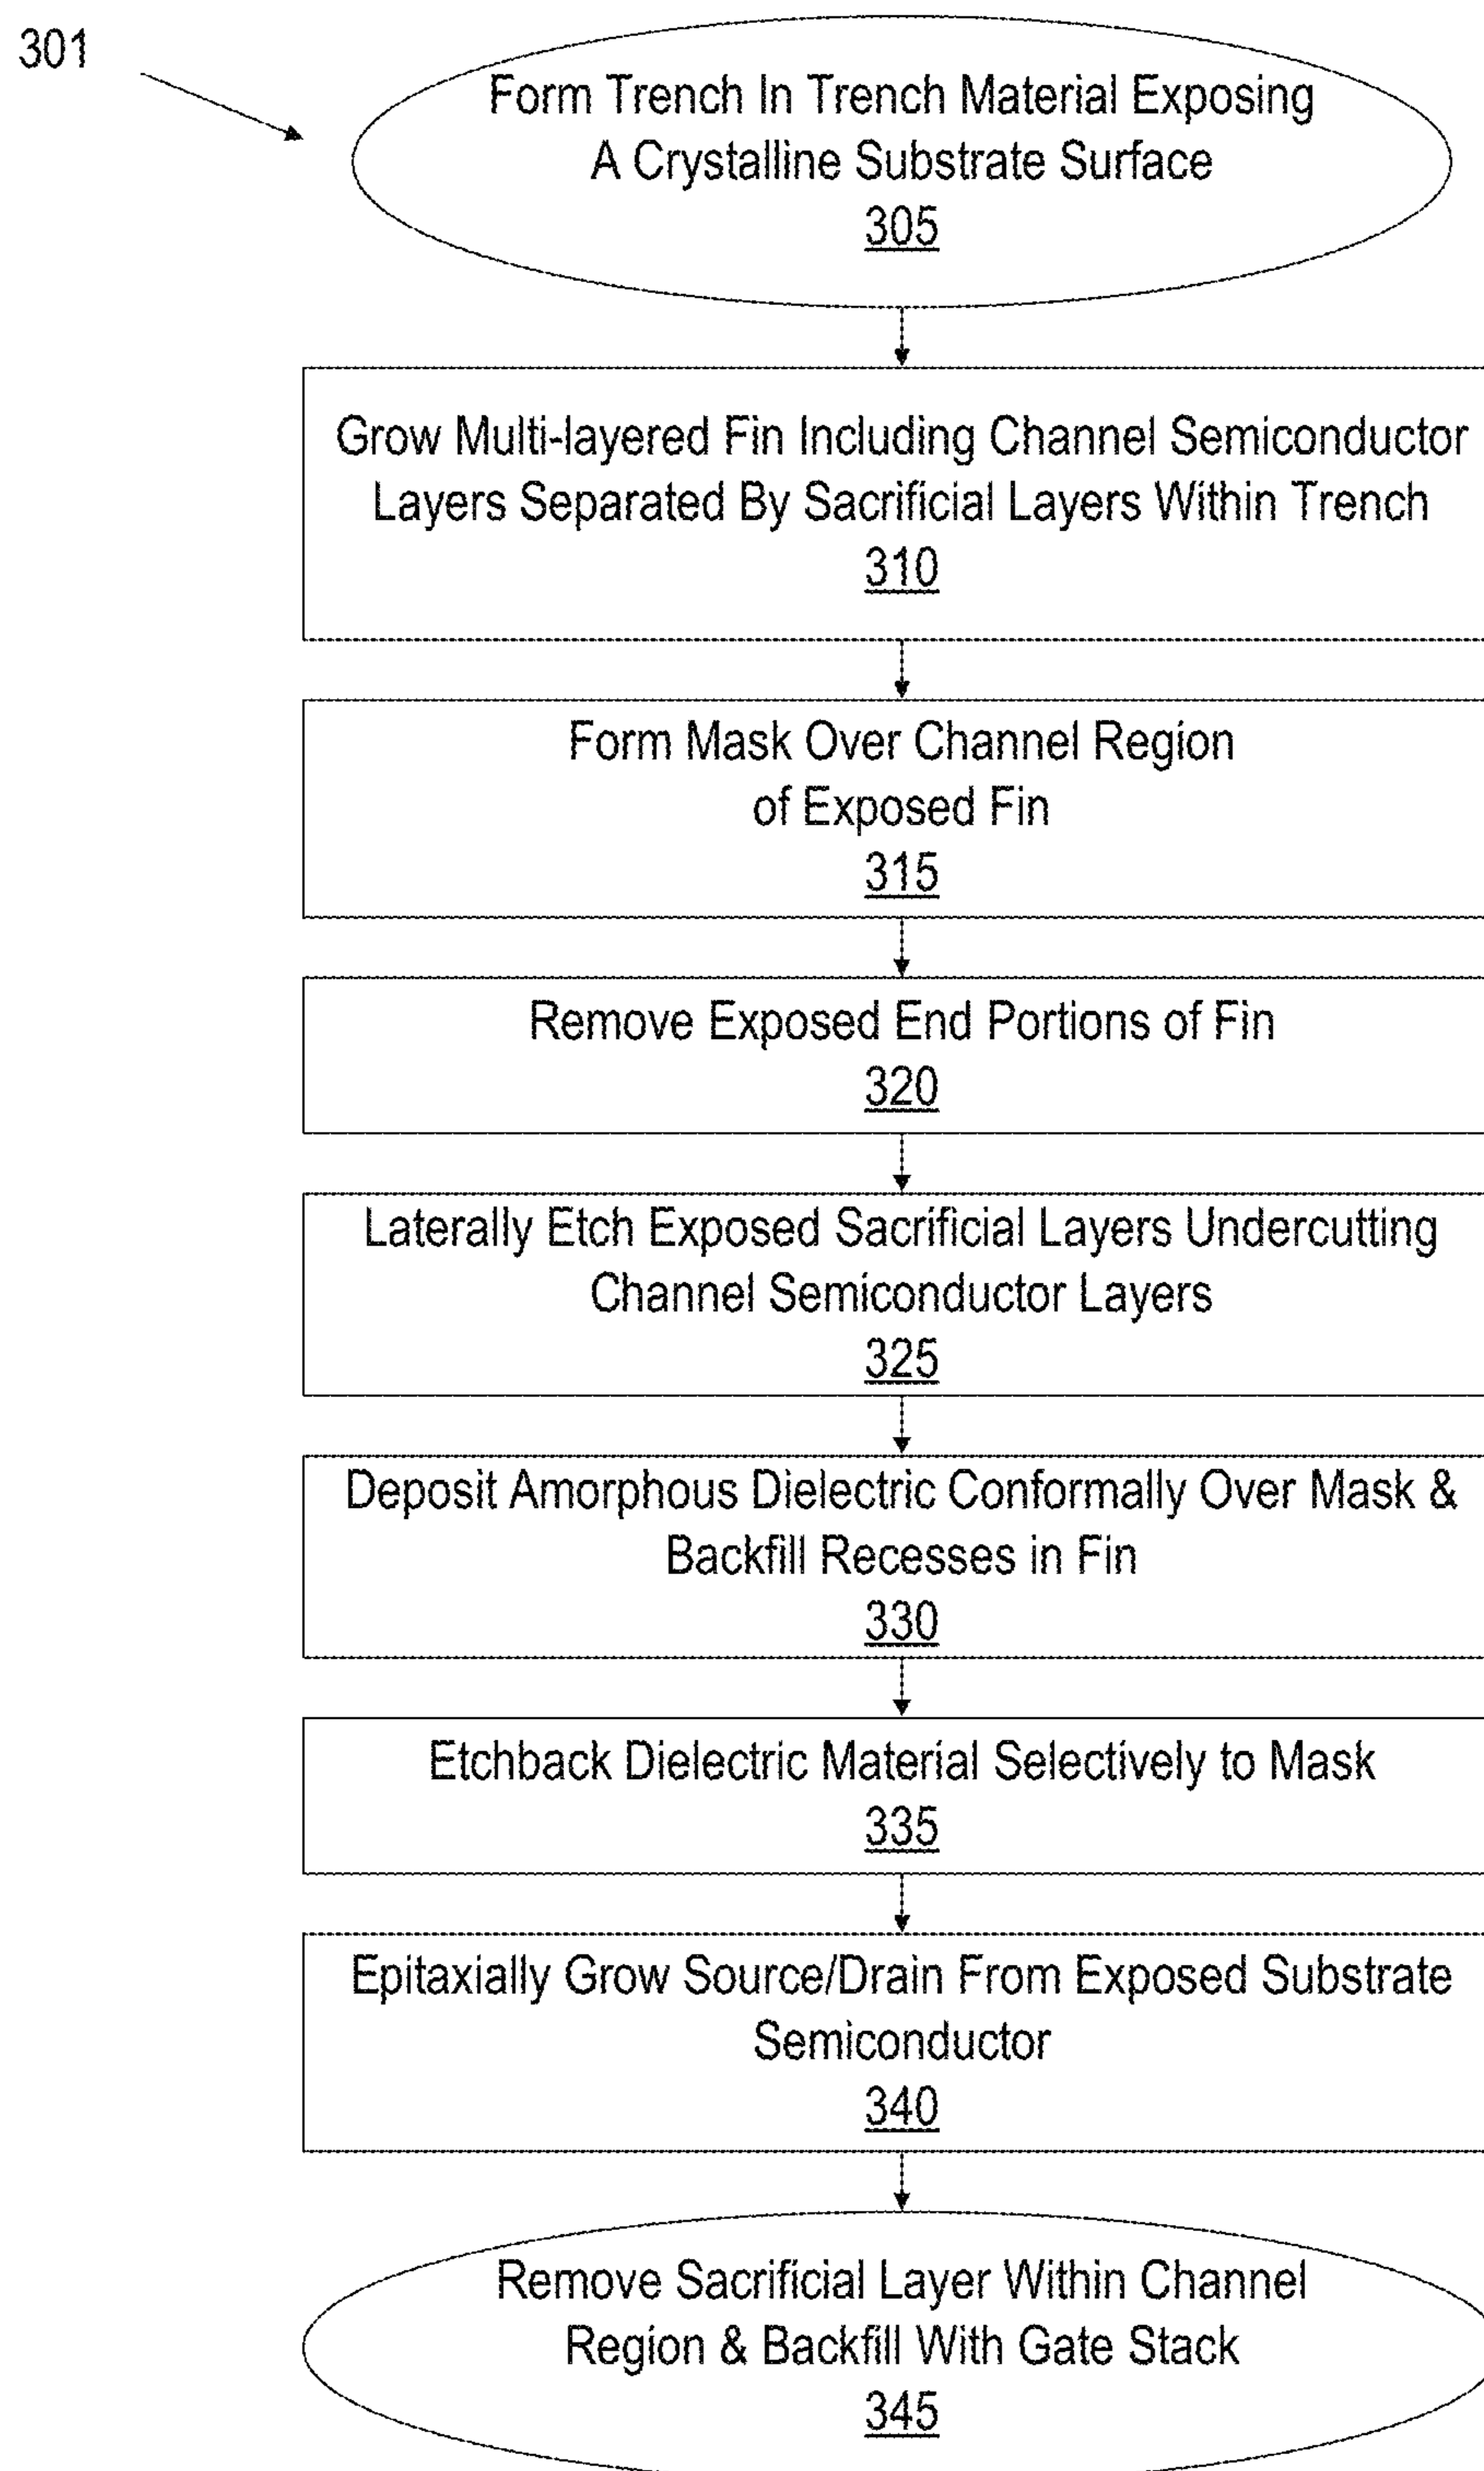 301
Form Trench In Trench Material Exposing
A Crystalline Substrate Surface
305
Grow Multi-layered Fin Including Channel Semiconductor
Layers Separated By Sacrificial Layers Within Trench
310
Form Mask Over Channel Region
of Exposed Fin
315
Remove Exposed End Portions of Fin
320
Laterally Etch Exposed Sacrificial Layers Undercutting
Channel Semiconductor Layers
325
Deposit Amorphous Dielectric Conformally Over Mask &
Backfill Recesses in Fin
330
Etchback Dielectric Material Selectively to Mask
335
Epitaxially Grow Source/Drain From Exposed Substrate
Semiconductor
340
Remove Sacrificial Layer Within Channel
Region & Backfill With Gate Stack
345